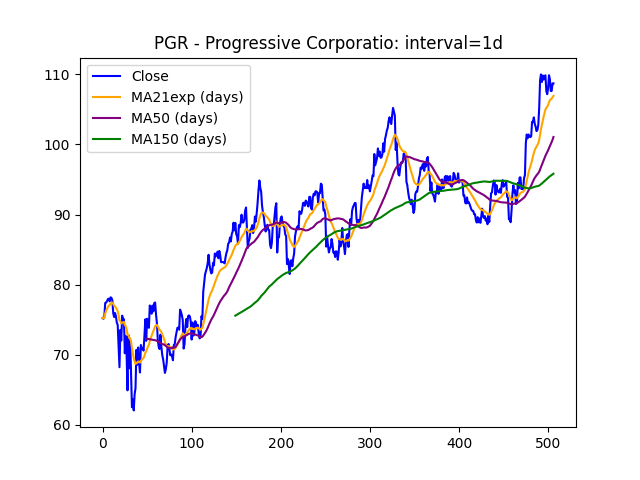 PGR - Progressive Corporatio: interval=1d
Close
MA21exp (days)
MA50 (days)
MA150 (days)
110
100
90
80
70
60
0 100 200 300 400 500